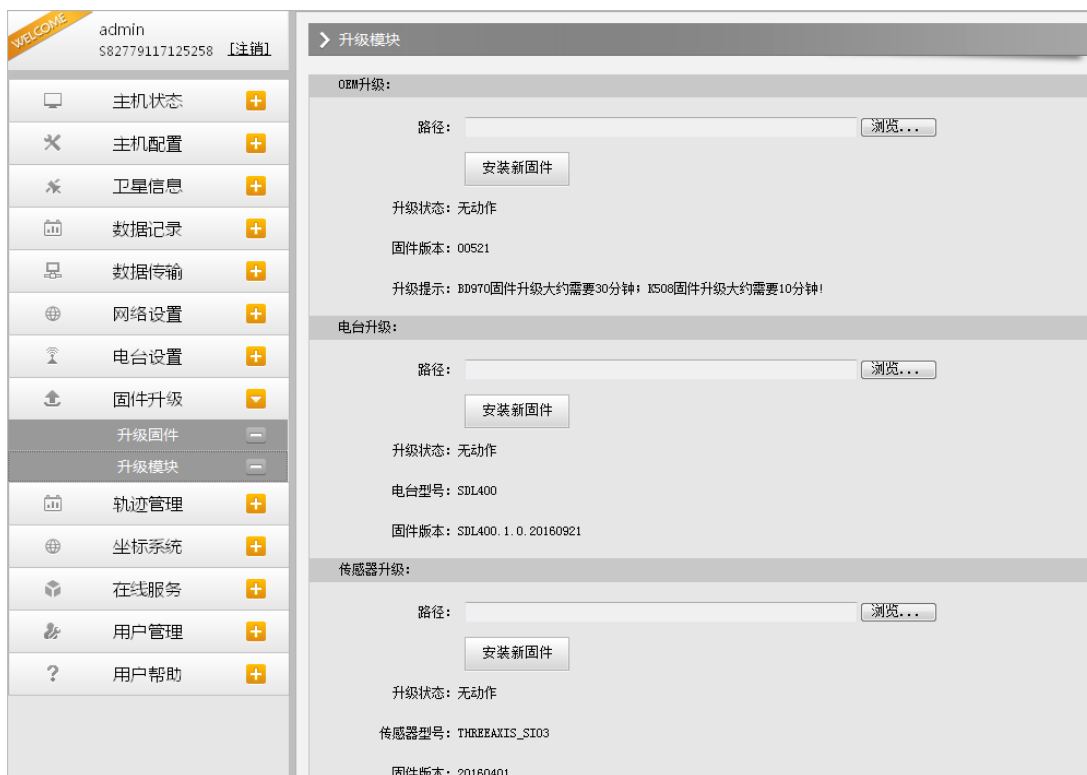 WELCOME
admin
S82779117125258 [注销]
主机状态
主机配置
卫星信息
数据记录
数据传输
网络设置
电台设置
固件升级
升级固件
升级模块
轨迹管理
坐标系统
在线服务
用户管理
用户帮助
升级模块
OEM升级:
路径: 浏览...
安装新固件
升级状态: 无动作
固件版本: 00521
升级提示: BD970固件升级大约需要30分钟; K508固件升级大约需要10分钟!
电台升级:
路径: 浏览...
安装新固件
升级状态: 无动作
电台型号: SDL400
固件版本: SDL400.1.0.20160921
传感器升级:
路径: 浏览...
安装新固件
升级状态: 无动作
传感器型号: THREEAXIS_SI03
固件版本: 20160401